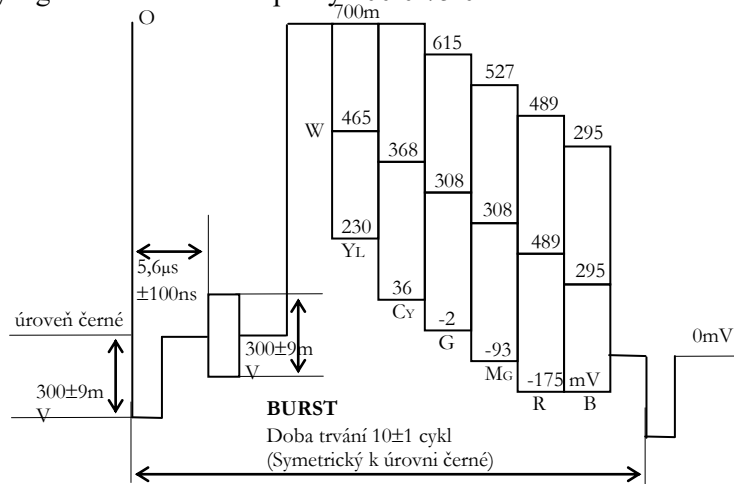 O
700m
615
527
489
465
295
W
368
308
308
489
230
295
YL
5,6µs
±100ns
36
CY
úroveň černé
-2
G
0mV
300±9m
V
-93
MG
-175 mV
300±9m
V
R
B
BURST
Doba trvání 10±1 cykl
(Symetrický k úrovni černé)